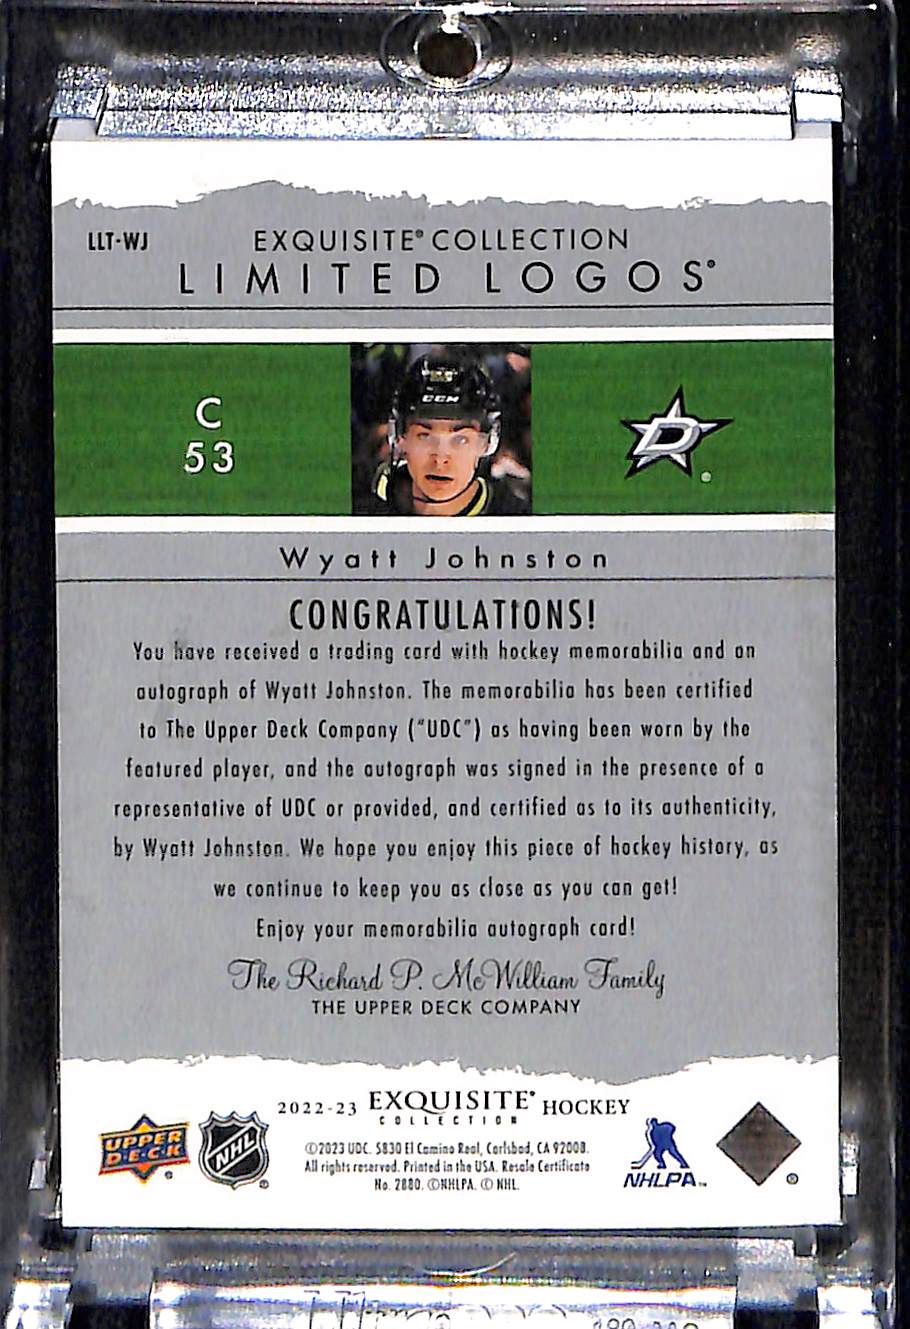 LLT-WJ
EXQUISITE® COLLECTION
LIMITED LOGOS®
C
53
CCM
D
Wyatt Johnston
CONGRATULATIONS!
You have received a trading card with hockey memorabilia and an
autograph of Wyatt Johnston. The memorabilia has been certified
to The Upper Deck Company ("UDC") as having been worn by the
featured player, and the autograph was signed in the presence of a
representative of UDC or provided, and certified as to its authenticity,
by Wyatt Johnston. We hope you enjoy this piece of hockey history, as
we continue to keep you as close as you can get!
Enjoy your memorabilia autograph card!
The Richard P. McWilliam Family
THE UPPER DECK COMPANY
2022-23 EXQUISITE® HOCKEY
COLLECTION
UPPER
DECK
NHL
©2023 UDC. 5830 El Camino Real, Carlsbad, CA 92008.
All rights reserved. Printed in the USA. Resale Certificate
No. 2880. ©NHLPA. © NHL.
NHLPA™